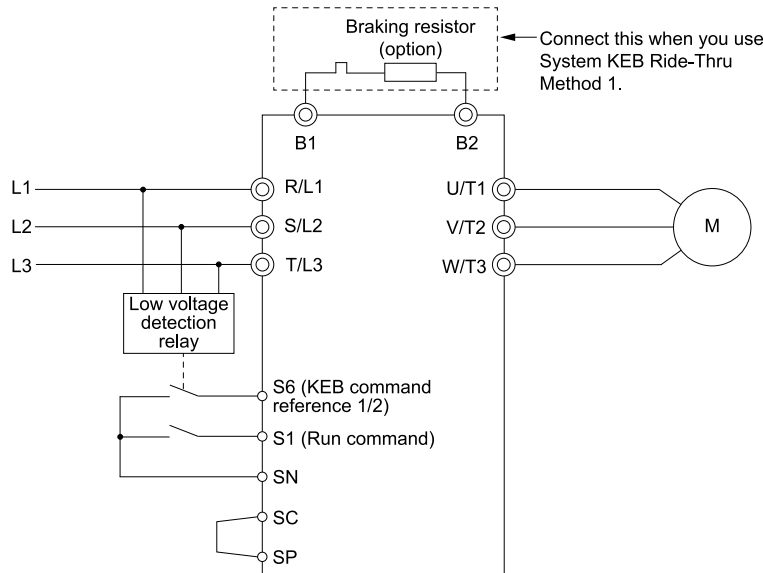 Braking resistor
(option)
Connect this when you use
System KEB Ride-Thru
Method 1.
B1
B2
L1
R/L1
U/T1
L2
S/L2
V/T2
M
L3
T/L3
W/T3
Low voltage
detection
relay
S6 (KEB command
reference 1/2)
S1 (Run command)
SN
SC
SP